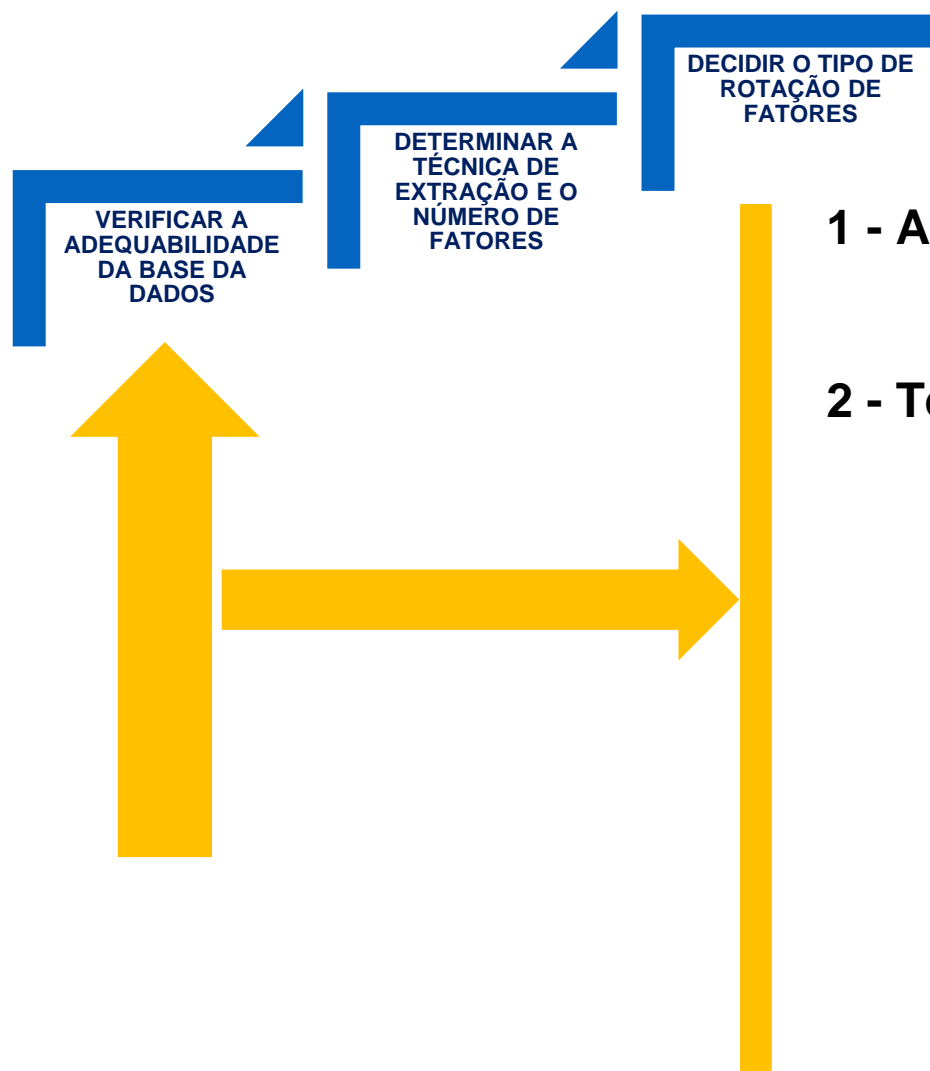 DECIDIR O TIPO DE
ROTAÇÃO DE
FATORES
DETERMINAR A
TÉCNICA DE
EXTRAÇÃO E O
NÚMERO DE
FATORES
VERIFICAR A
ADEQUABILIDADE
DA BASE DA
DADOS
1 - A
2 -